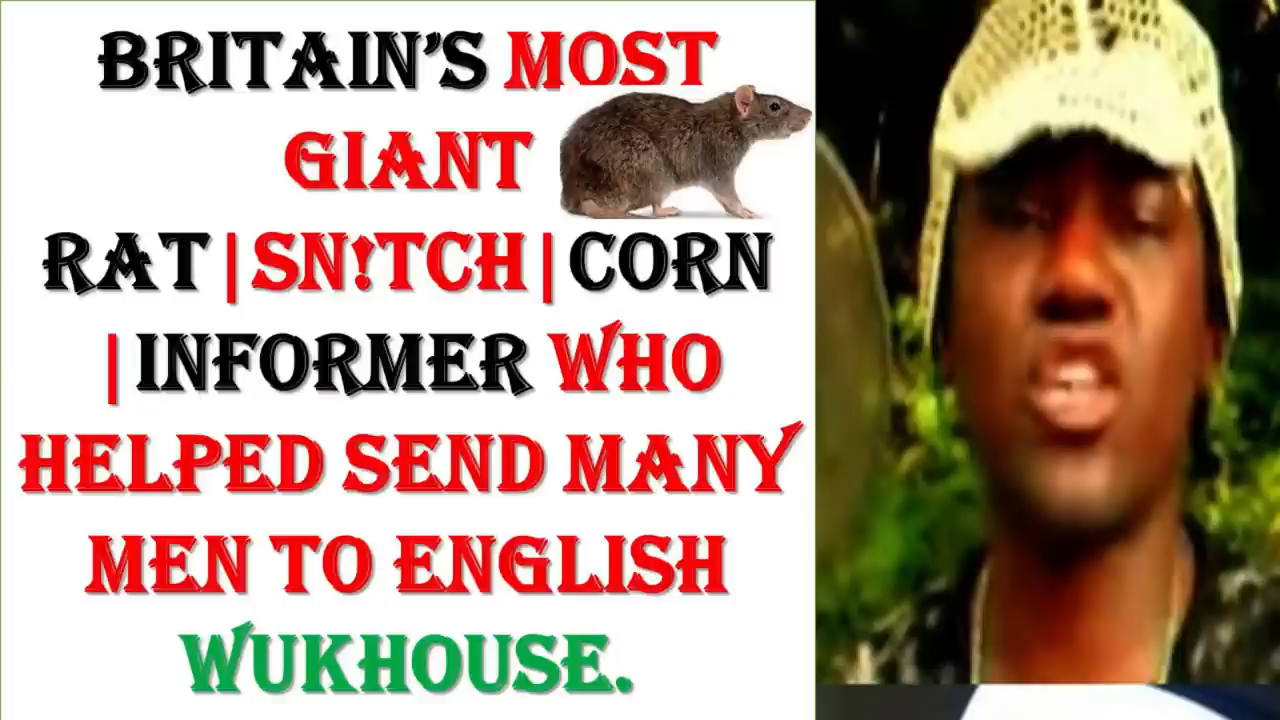 BRITAIN'S MOST
GIANT
RAT|SN!TCH|CORN
|INFORMER WHO
HELPED SEND MANY
MEN TO ENGLISH
WUKHOUSE.